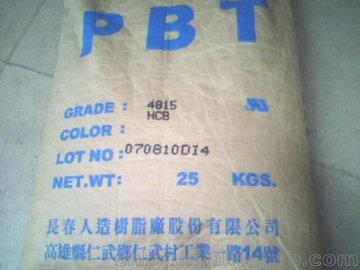 PBT
GRADE : 4815
COLOR : NCB
LOT NO : 070810DI4
NET.WT: 25 KGS.
長春人造樹脂廠股份有限公司
高雄縣仁武鄉仁武村工業一路14號